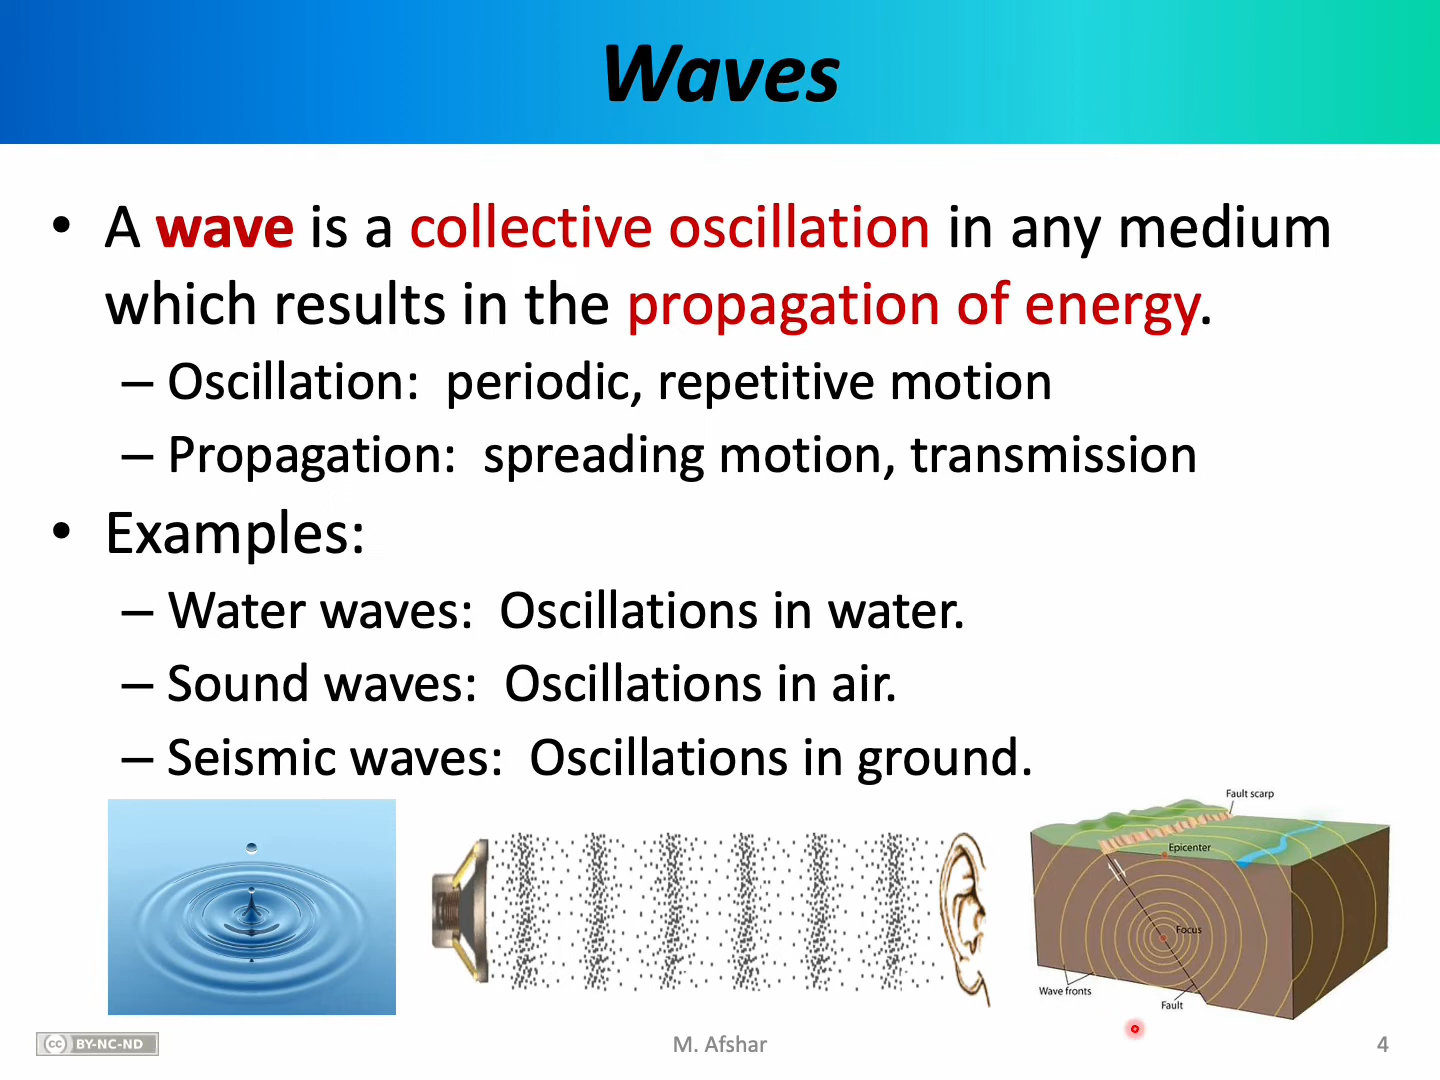 Waves
• A wave is a collective oscillation in any medium
which results in the propagation of energy.
– Oscillation: periodic, repetitive motion
– Propagation: spreading motion, transmission
• Examples:
– Water waves: Oscillations in water.
– Sound waves: Oscillations in air.
– Seismic waves: Oscillations in ground.
Fault scarp
Epicenter
Focus
Wave fronts
Fault
cc BY-NC-ND
M. Afshar
4